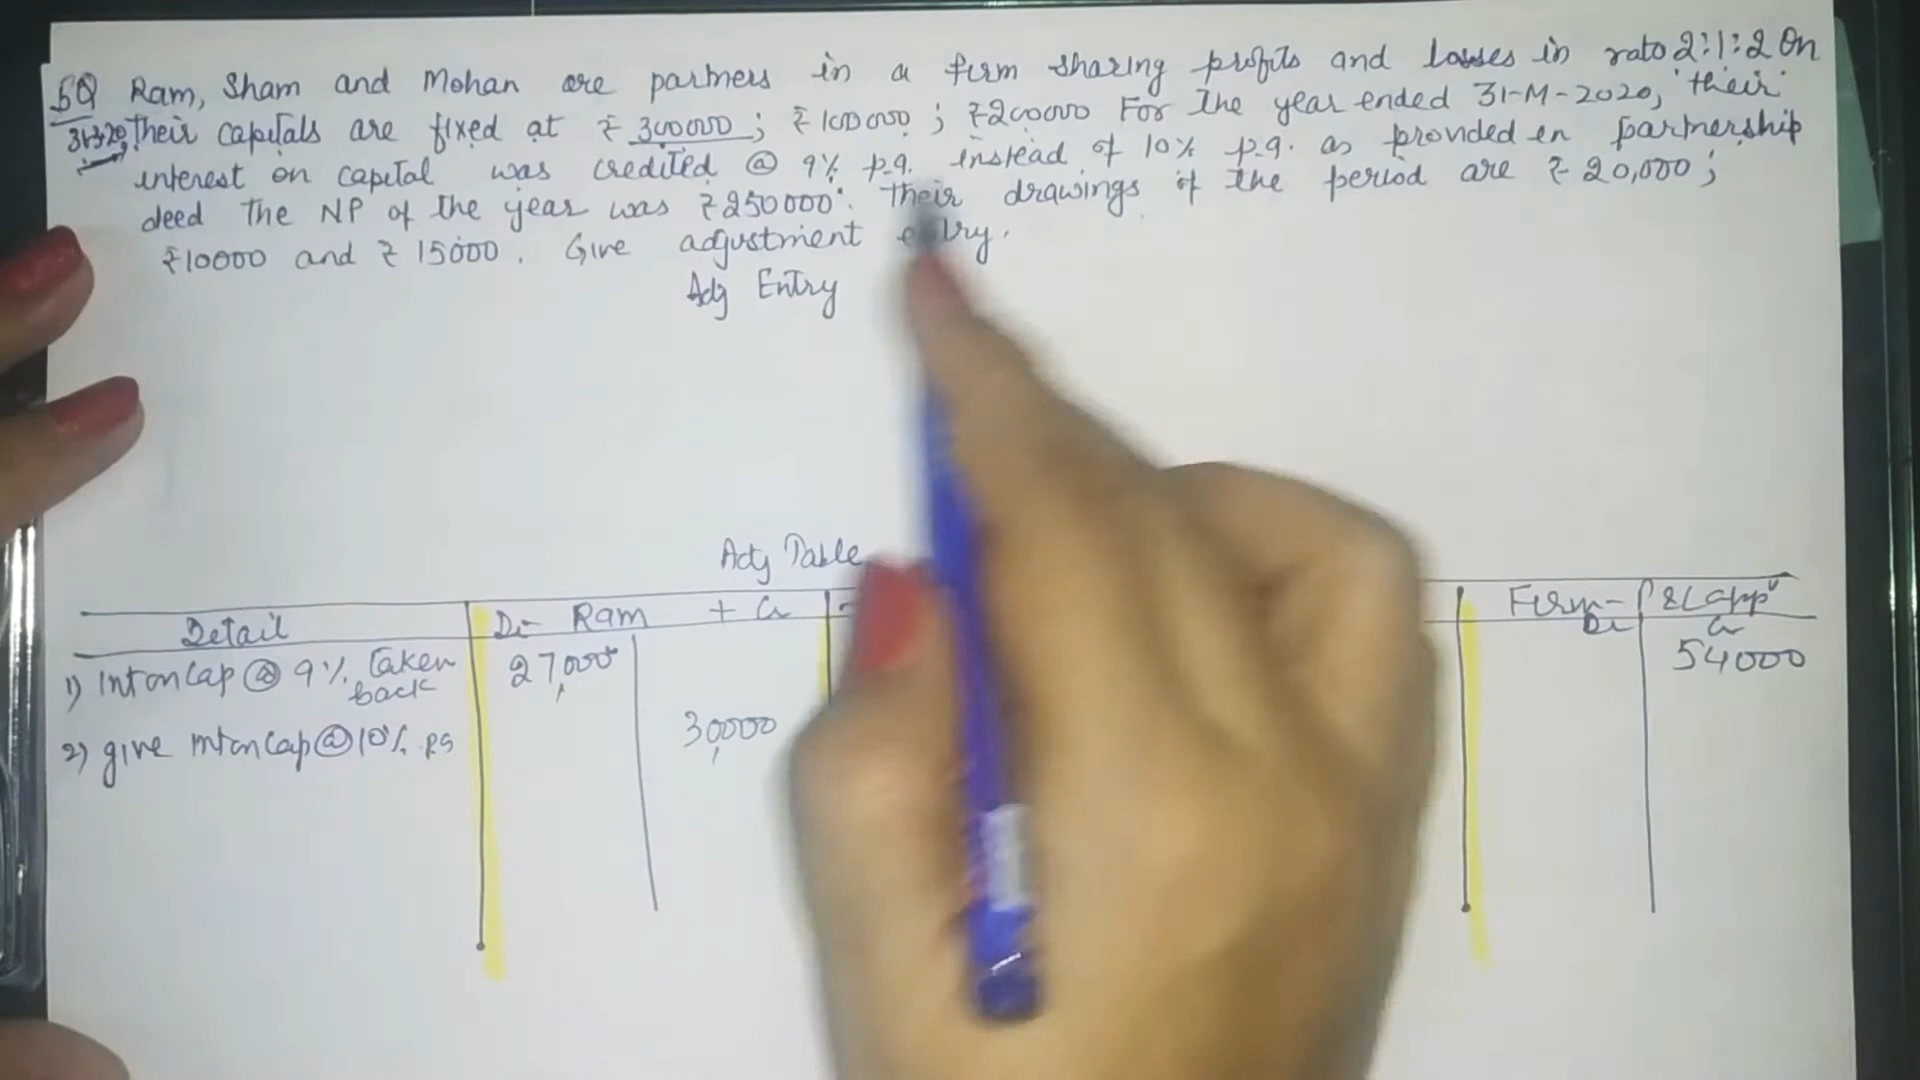 5Q Ram, Sham and Mohan are partners in a firm sharing profits and losses in rato 2:1:2 On
31-3-20, Their capitals are fixed at ₹ 300000 ; ₹100000 ; ₹200000 For the year ended 31-M-2020, their
interest on capital was credited @ 9% p.a. instead of 10% p.a. as provided in partnership
deed The NP of the year was ₹250000. Their drawings of the period are ₹ 20,000 ;
₹10000 and ₹ 15000. Give adjustment entry.
Adj Entry
Adj Table
Detail Dr- Ram + Cr Firm- P&L app
Dr Cr
1) Int on Cap @ 9% taken back 27,000 54000
2) give int on Cap @ 10% 30,000